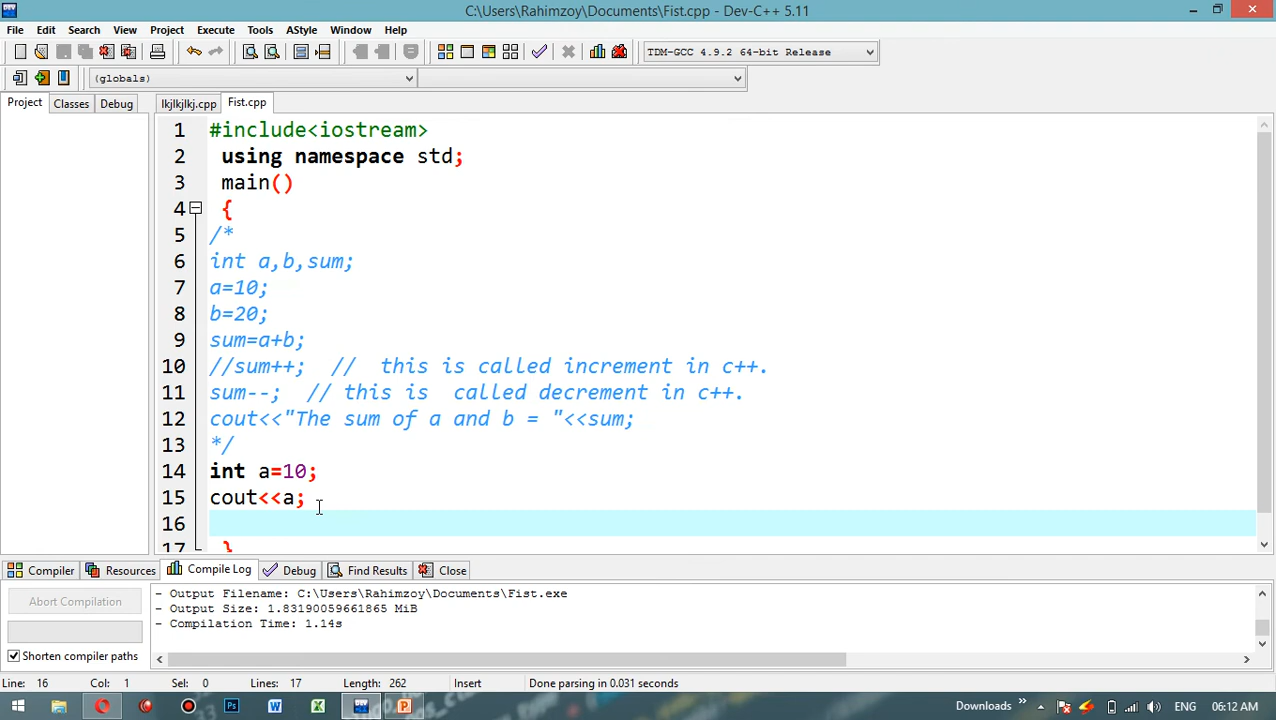 C:\Users\Rahimzoy\Documents\Fist.cpp - Dev-C++ 5.11
File Edit Search View Project Execute Tools AStyle Window Help
TDM-GCC 4.9.2 64-bit Release
(globals)
Project Classes Debug lkjlkjlkj.cpp Fist.cpp
1 #include<iostream>
2 using namespace std;
3 main()
4 {
5 /*
6 int a,b,sum;
7 a=10;
8 b=20;
9 sum=a+b;
10 //sum++; // this is called increment in c++.
11 sum--; // this is called decrement in c++.
12 cout<<"The sum of a and b = "<<sum;
13 */
14 int a=10;
15 cout<<a;
16
17 }
Compiler Resources Compile Log Debug Find Results Close
Abort Compilation
- Output Filename: C:\Users\Rahimzoy\Documents\Fist.exe
- Output Size: 1.83190059661865 MiB
- Compilation Time: 1.14s
Shorten compiler paths
Line: 16 Col: 1 Sel: 0 Lines: 17 Length: 262 Insert Done parsing in 0.031 seconds
Downloads » ENG 06:12 AM